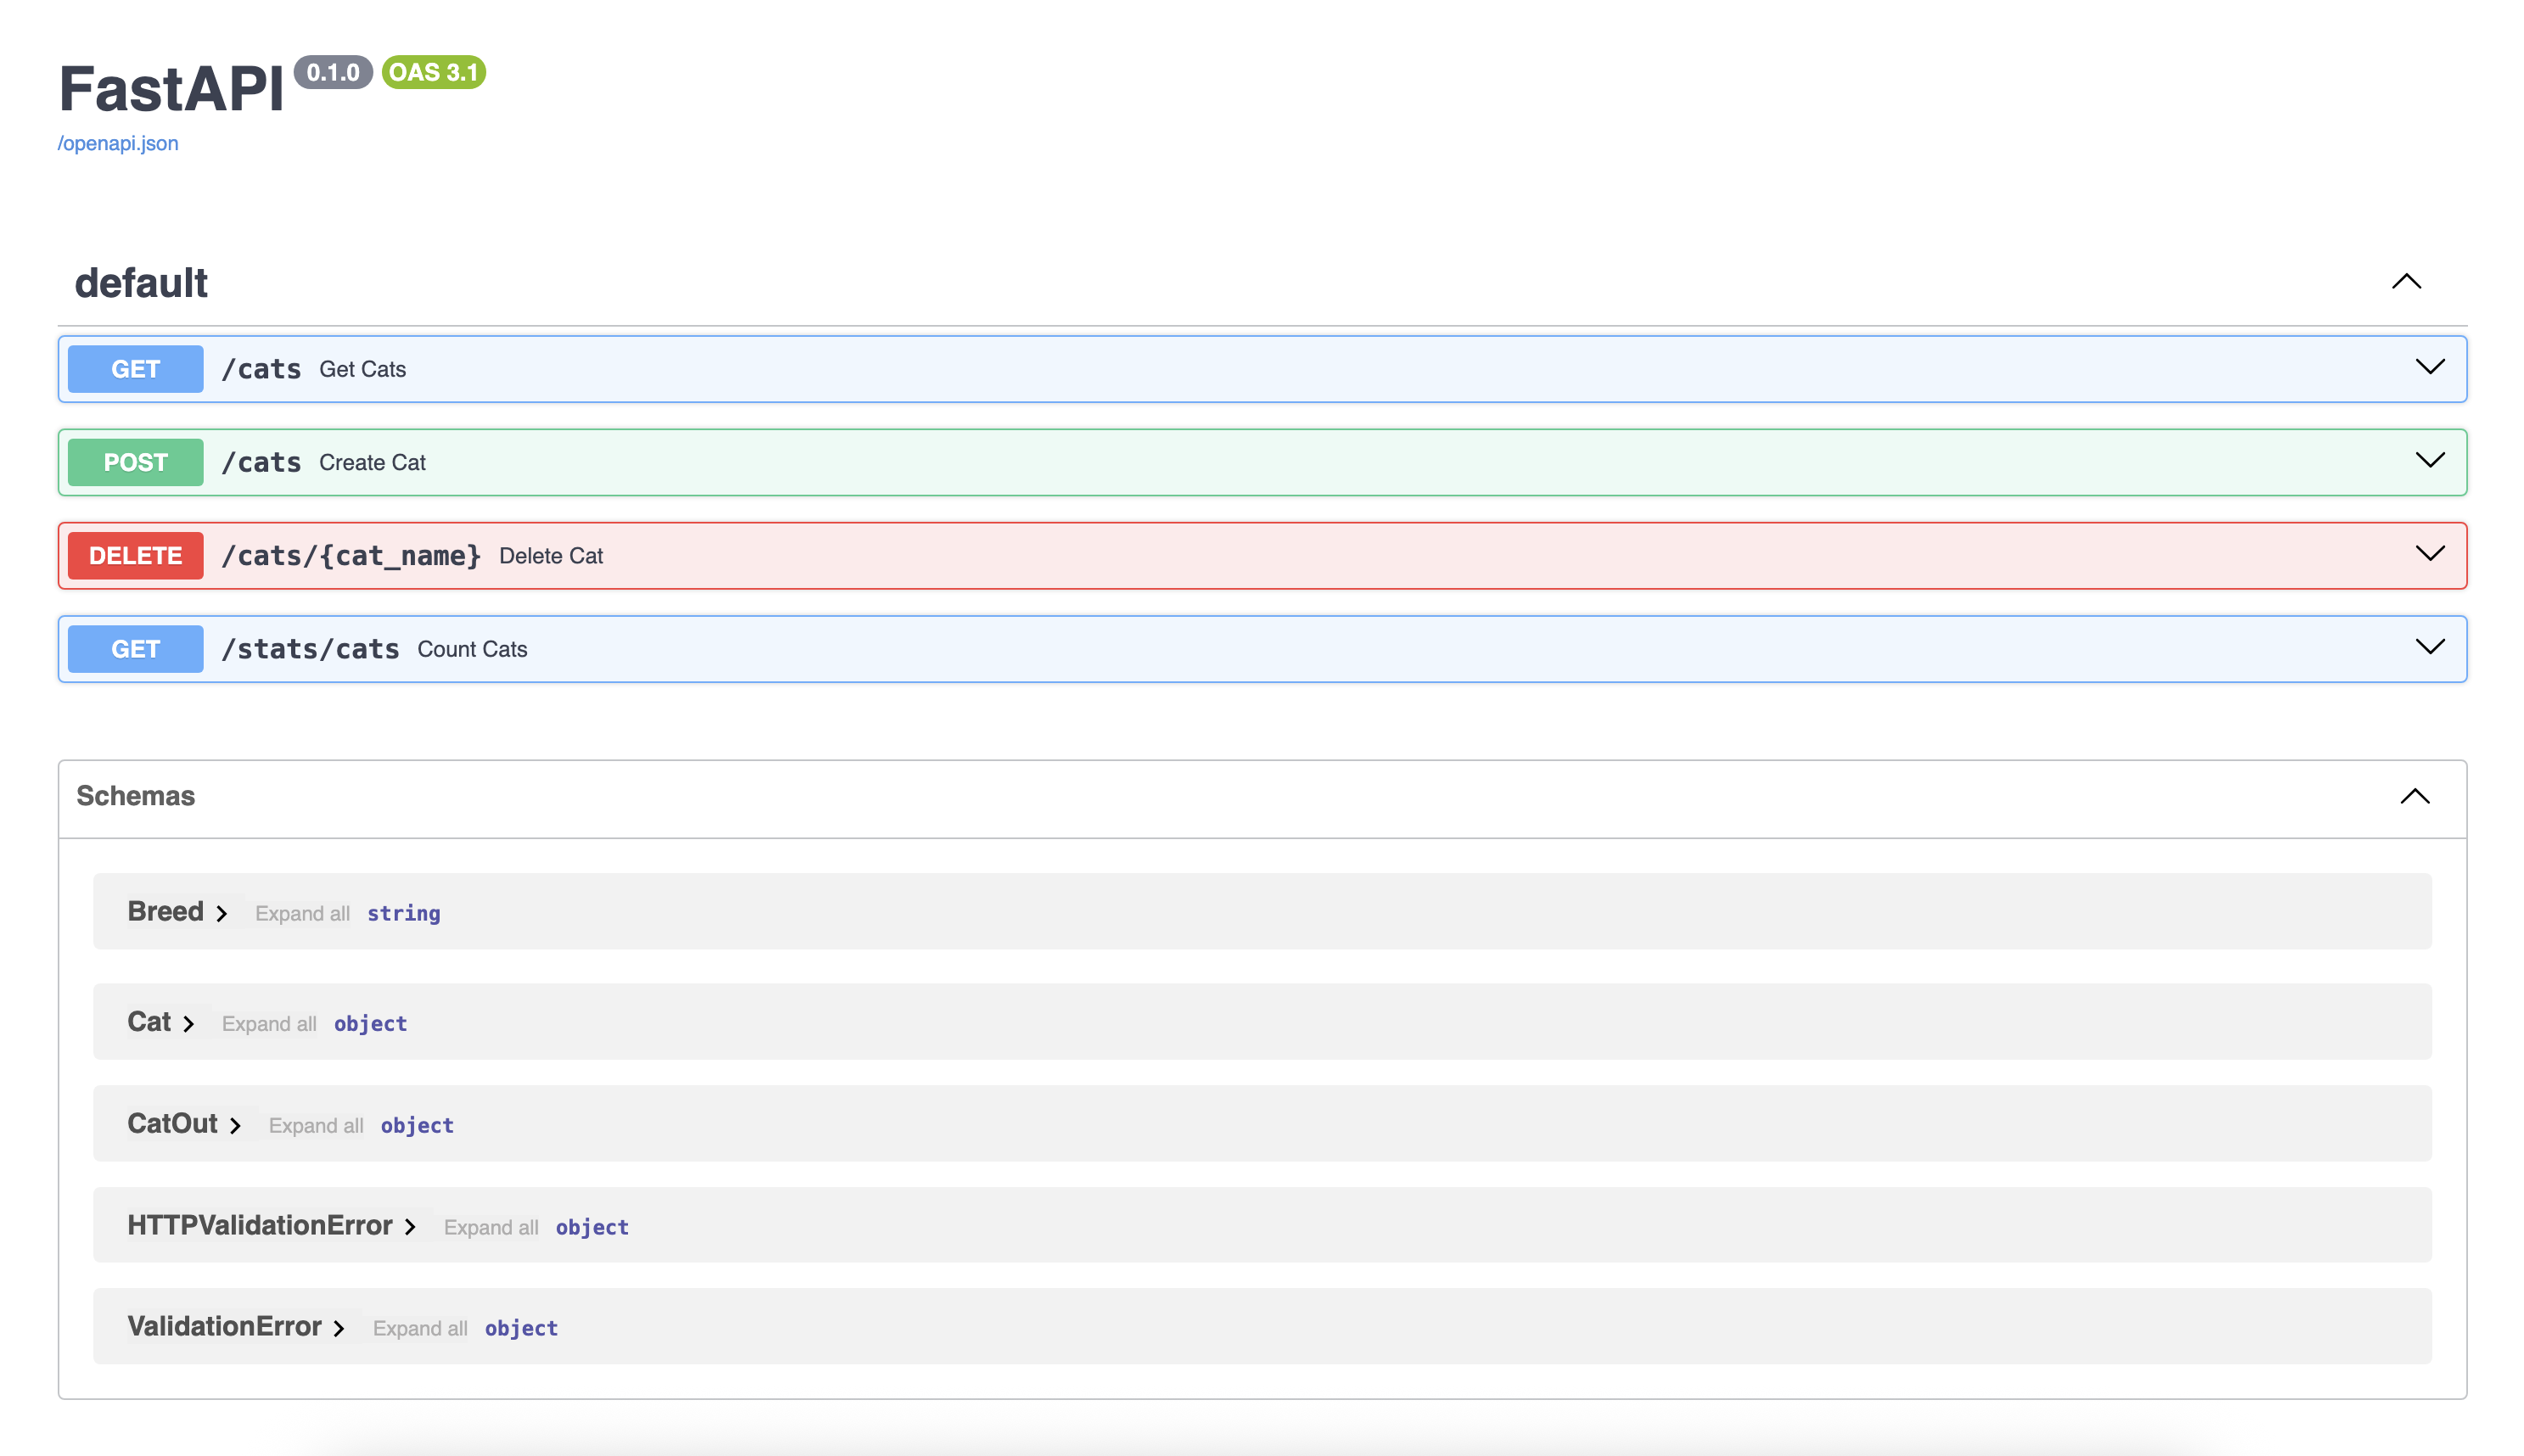 FastAPI 0.1.0 OAS 3.1
/openapi.json
default
GET /cats Get Cats
POST /cats Create Cat
DELETE /cats/{cat_name} Delete Cat
GET /stats/cats Count Cats
Schemas
Breed Expand all string
Cat Expand all object
CatOut Expand all object
HTTPValidationError Expand all object
ValidationError Expand all object